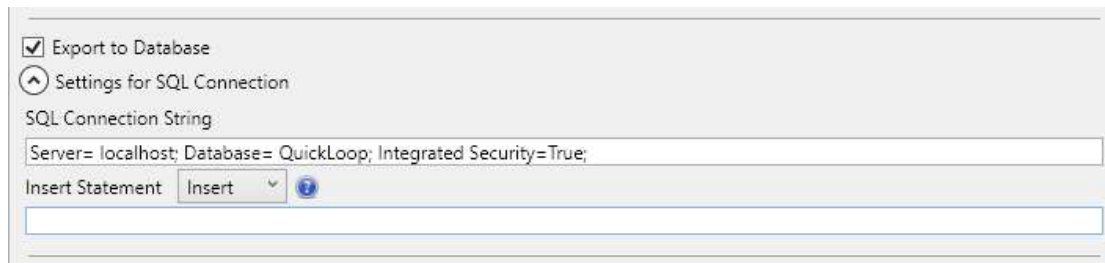 Export to Database
Settings for SQL Connection
SQL Connection String
Server= localhost; Database= QuickLoop; Integrated Security=True;
Insert Statement Insert ?